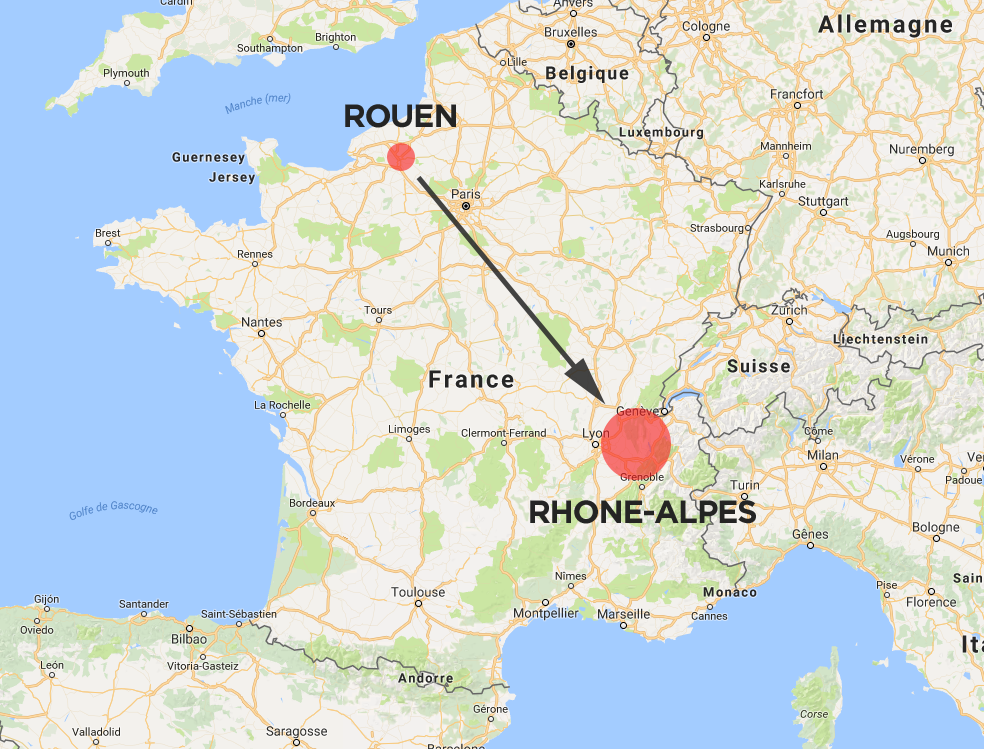 Cardiff
Anvers
Allemagne
Cologne
Brighton
Bruxelles
Southampton
Lille
Plymouth
Belgique
Francfort
Manche (mer)
ROUEN
Luxembourg
Mannheim
Nuremberg
Guernesey
Jersey
Karlsruhe
Paris
Stuttgart
Brest
Strasbourg
Augsbourg
Rennes
Munich
Tours
Zurich
Nantes
Liechtenstein
Suisse
France
La Rochelle
Genève
Limoges
Clermont-Ferrand
Lyon
Côme
Milan
Vérone
Ven
Padoue
Grenoble
Turin
Bordeaux
Golfe de Gascogne
RHONE-ALPES
Bologne
Gênes
Nîmes
Pise
San
Gijón
Santander
Toulouse
Monaco
Florence
Saint-Sébastien
Montpellier
Marseille
Cannes
Oviedo
Bilbao
Ita
León
Vitoria-Gasteiz
Andorre
Gérone
Corse
Valladolid
Saragosse
Barcelone